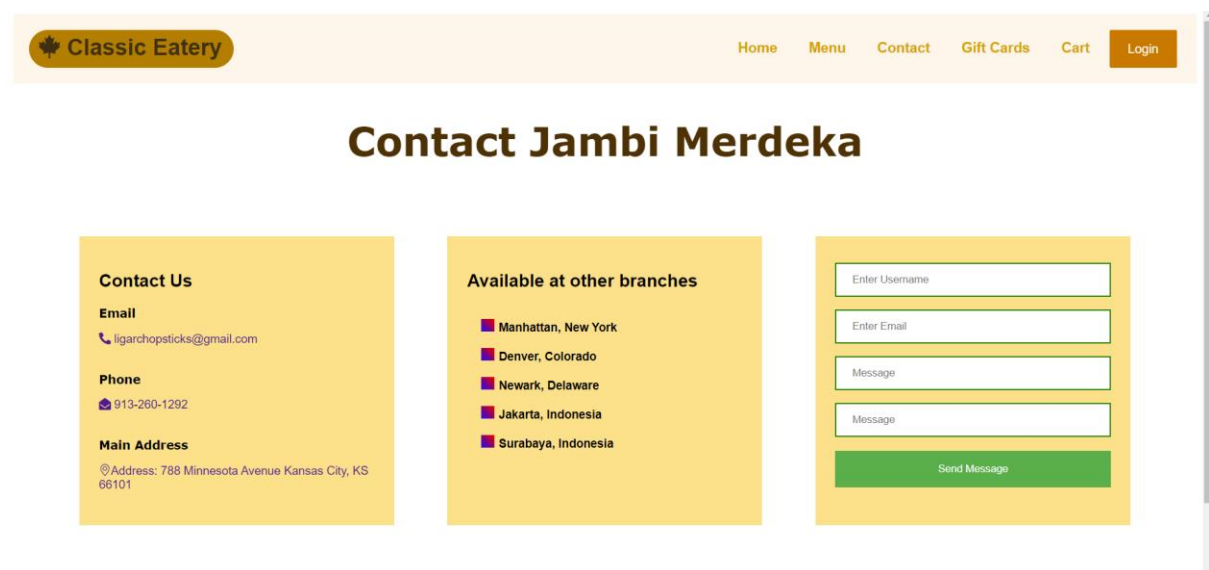 Classic Eatery
Home Menu Contact Gift Cards Cart Login
Contact Jambi Merdeka
Contact Us
Email
ligarchopsticks@gmail.com
Phone
913-260-1292
Main Address
Address: 788 Minnesota Avenue Kansas City, KS
66101
Available at other branches
Manhattan, New York
Denver, Colorado
Newark, Delaware
Jakarta, Indonesia
Surabaya, Indonesia
Enter Username
Enter Email
Message
Message
Send Message